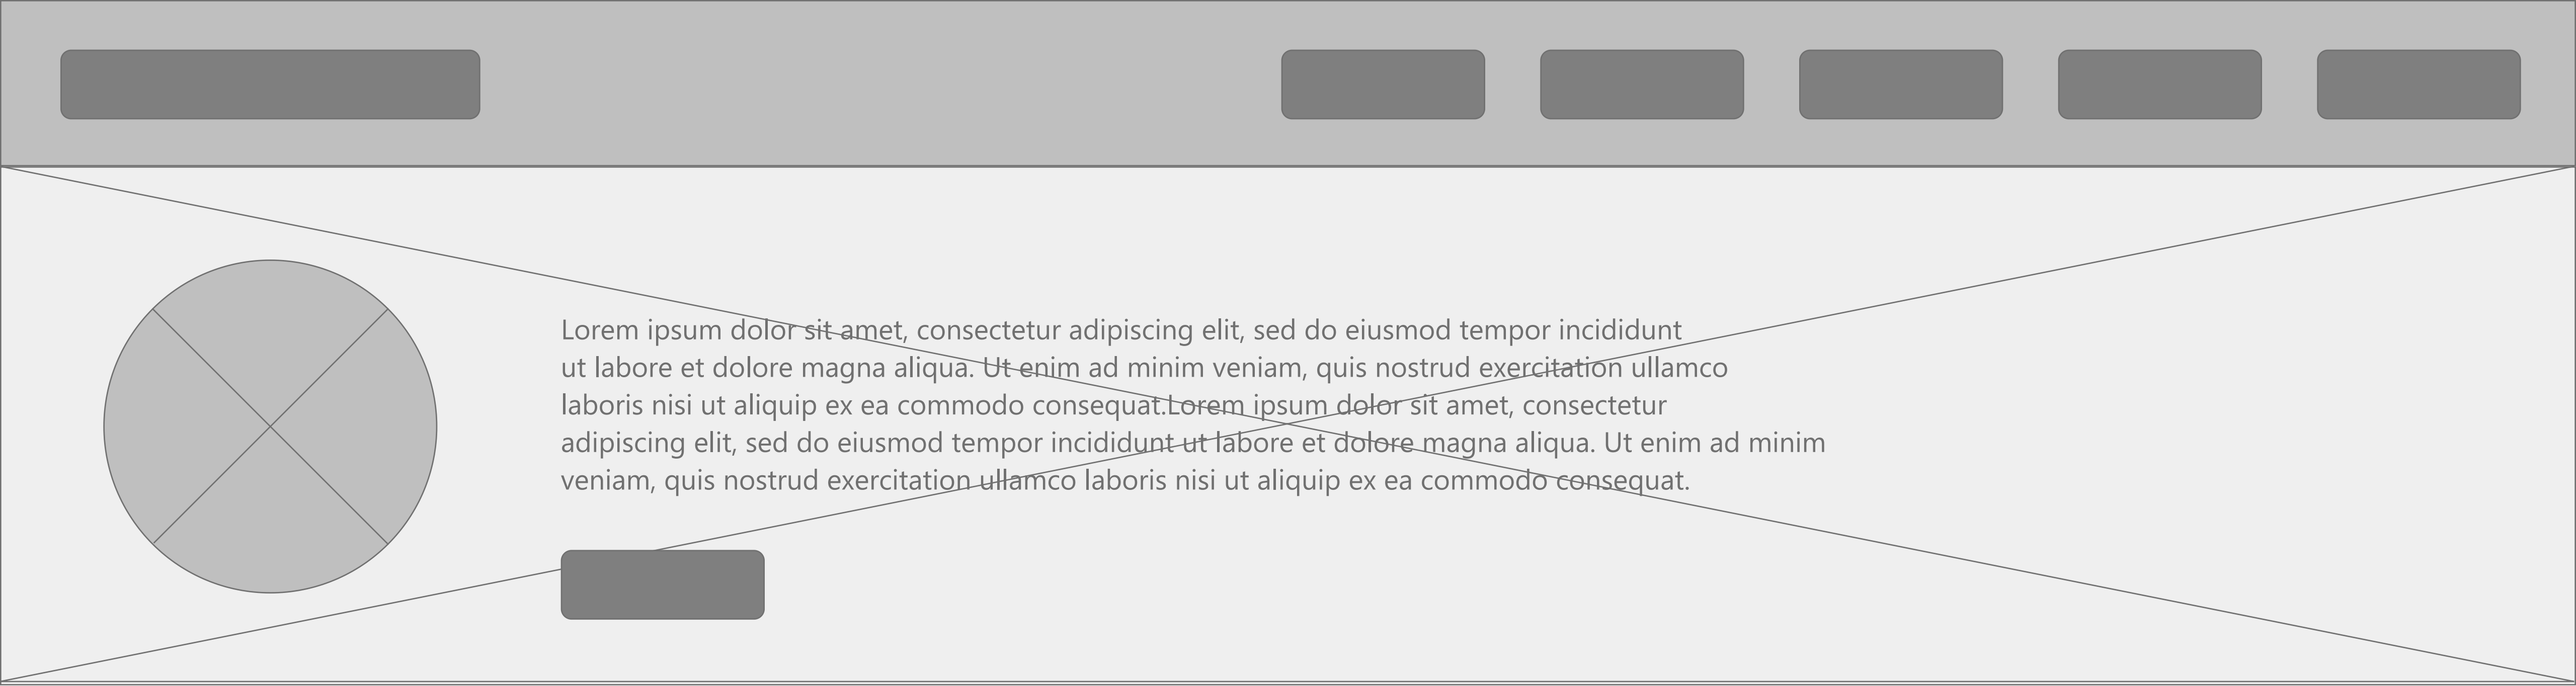 Lorem ipsum dolor sit amet, consectetur adipiscing elit, sed do eiusmod tempor incididunt
ut labore et dolore magna aliqua. Ut enim ad minim veniam, quis nostrud exercitation ullamco
laboris nisi ut aliquip ex ea commodo consequat.Lorem ipsum dolor sit amet, consectetur
adipiscing elit, sed do eiusmod tempor incididunt ut labore et dolore magna aliqua. Ut enim ad minim
veniam, quis nostrud exercitation ullamco laboris nisi ut aliquip ex ea commodo consequat.